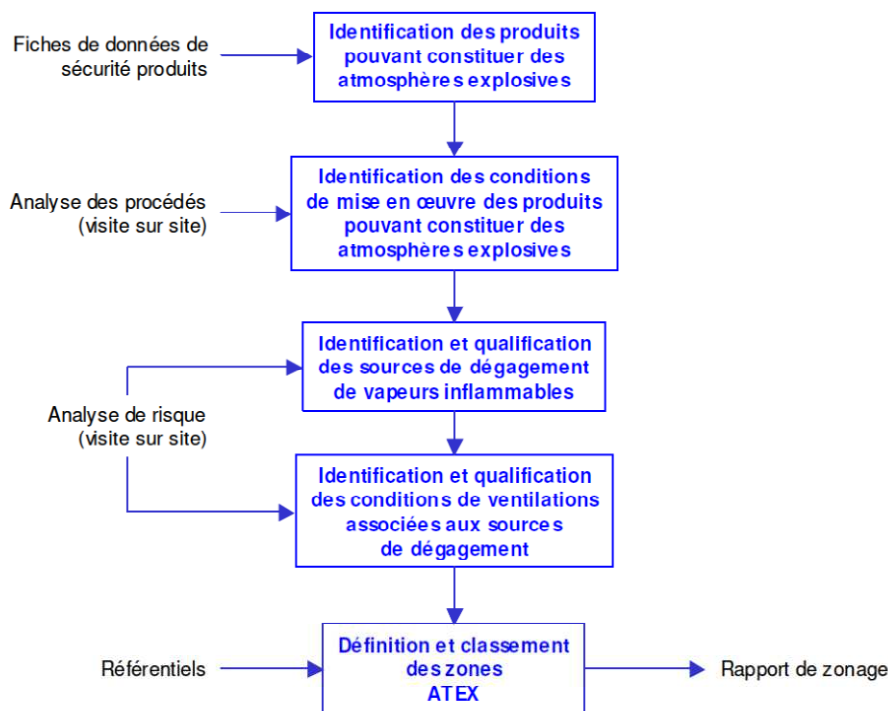 Fiches de données de
sécurité produits
Identification des produits
pouvant constituer des
atmosphères explosives
Analyse des procédés
(visite sur site)
Identification des conditions
de mise en œuvre des produits
pouvant constituer des
atmosphères explosives
Identification et qualification
des sources de dégagement
de vapeurs inflammables
Analyse de risque
(visite sur site)
Identification et qualification
des conditions de ventilations
associées aux sources
de dégagement
Référentiels
Définition et classement
des zones
ATEX
Rapport de zonage